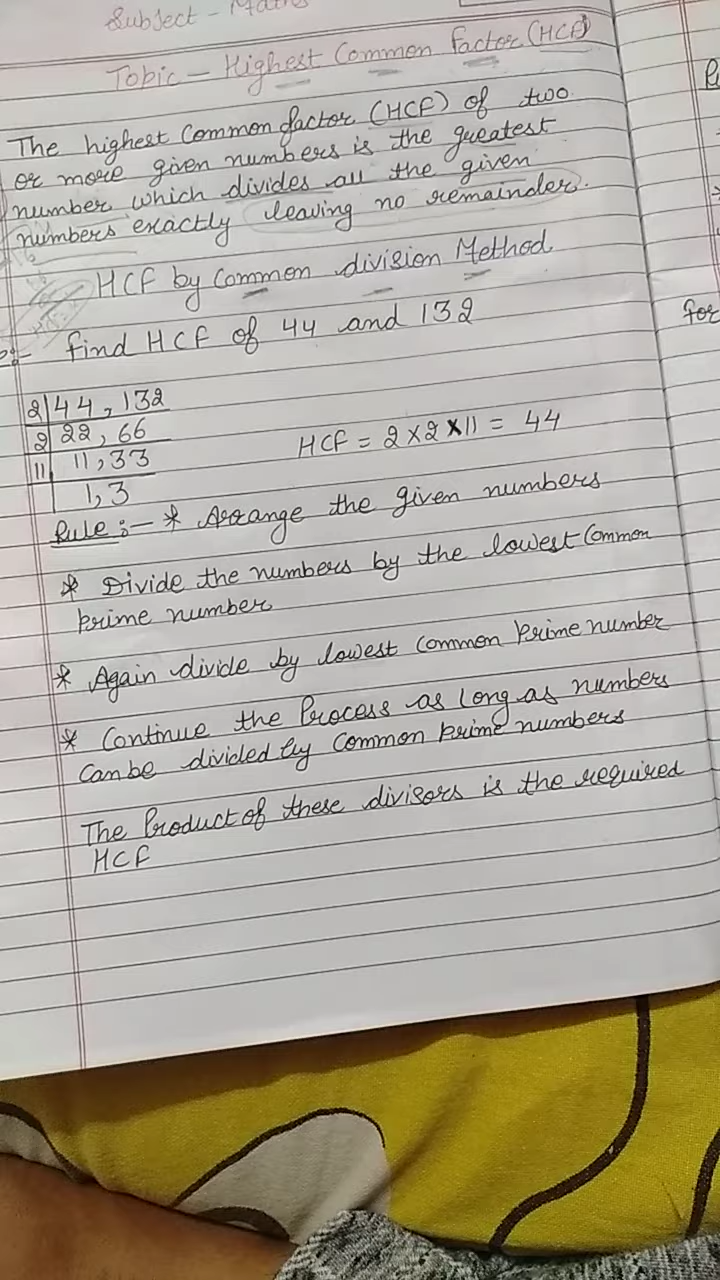 Subject - Maths
Topic - Highest Common factor (HCF)
The highest Common factor (HCF) of two
or more given numbers is the greatest
number which divides all the given
numbers exactly leaving no remainder.
HCF by Common division Method
find HCF of 44 and 132
2 44, 132
2 22, 66
11 11, 33
1, 3
HCF = 2 x 2 x 11 = 44
Rule :- * Arrange the given numbers
* Divide the numbers by the lowest Common
prime number
* Again divide by lowest common prime number
* Continue the Process as long as numbers
can be divided by Common prime numbers
The Product of these divisors is the required
HCF
for